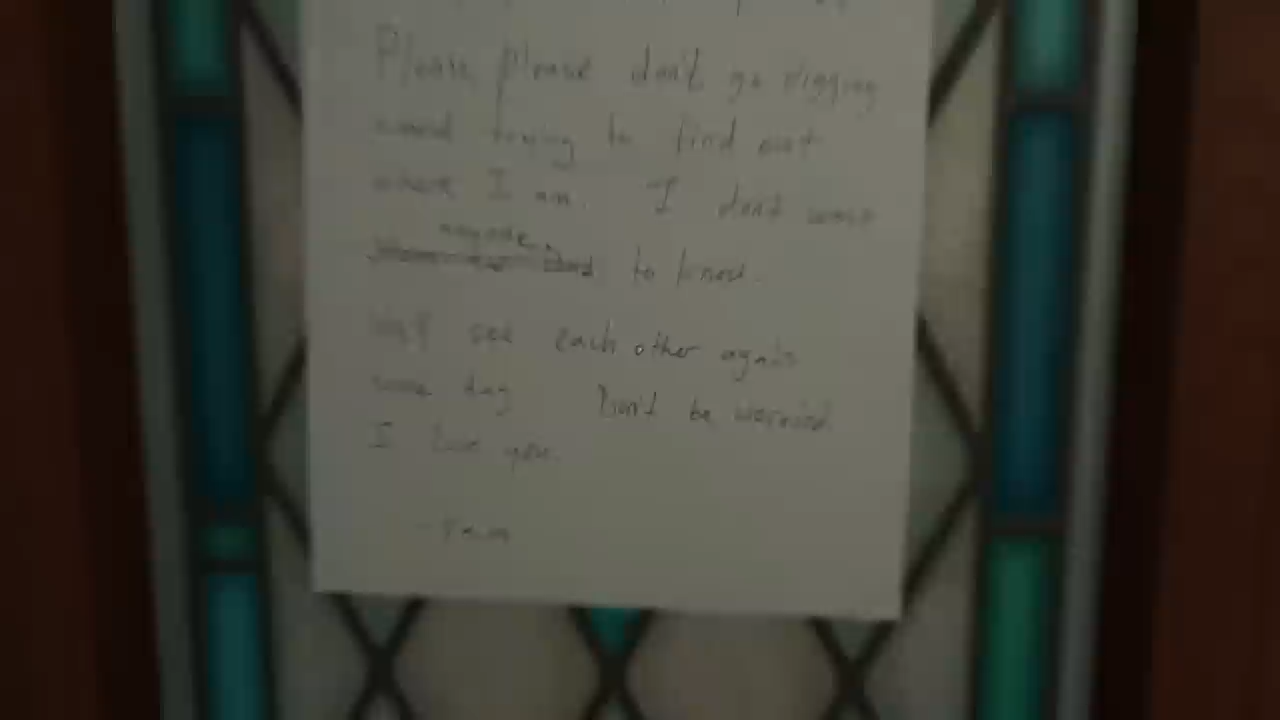 Please, please don't go digging
around trying to find out
where I am. I don't want
anyone
to know.
We'll see each other again
some day. Don't be worried.
I love you.
-Sam